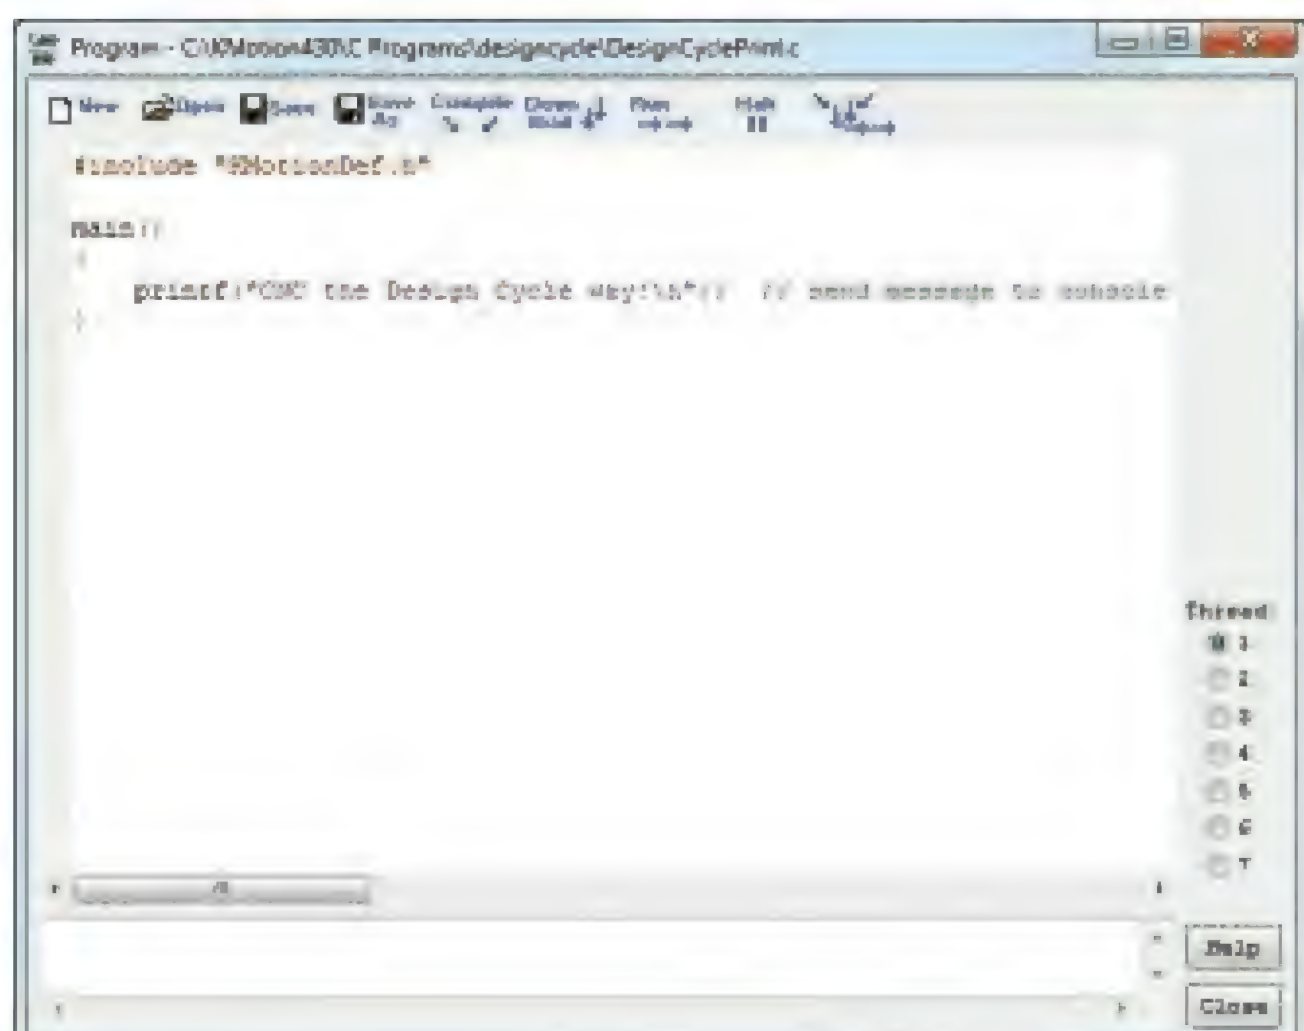 Program - C:\KMotion430\C Programs\designcycle\DesignCyclePrint.c
New Open Save Save As Compile Down load Run Halt
#include "KMotionDef.h"
main()
{
printf("CNC the Design Cycle way!\n"); // send message to console
}
Thread
1
2
3
4
5
6
7
Help
Close